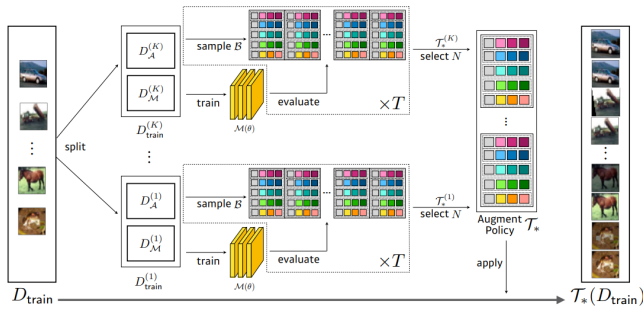 $D_{\mathcal{A}}^{(K)}$
$D_{\mathcal{M}}^{(K)}$
$D_{\text{train}}^{(K)}$
sample $\mathcal{B}$
train
$\mathcal{M}(\theta)$
evaluate
...
$\times T$
$\mathcal{T}_*^{(K)}$
select $N$
split
⋮
$D_{\mathcal{A}}^{(1)}$
$D_{\mathcal{M}}^{(1)}$
$D_{\text{train}}^{(1)}$
sample $\mathcal{B}$
train
$\mathcal{M}(\theta)$
evaluate
...
$\times T$
$\mathcal{T}_*^{(1)}$
select $N$
⋮
Augment
Policy $\mathcal{T}_*$
apply
⋮
⋮
$D_{\text{train}}$
$\mathcal{T}_*(D_{\text{train}})$